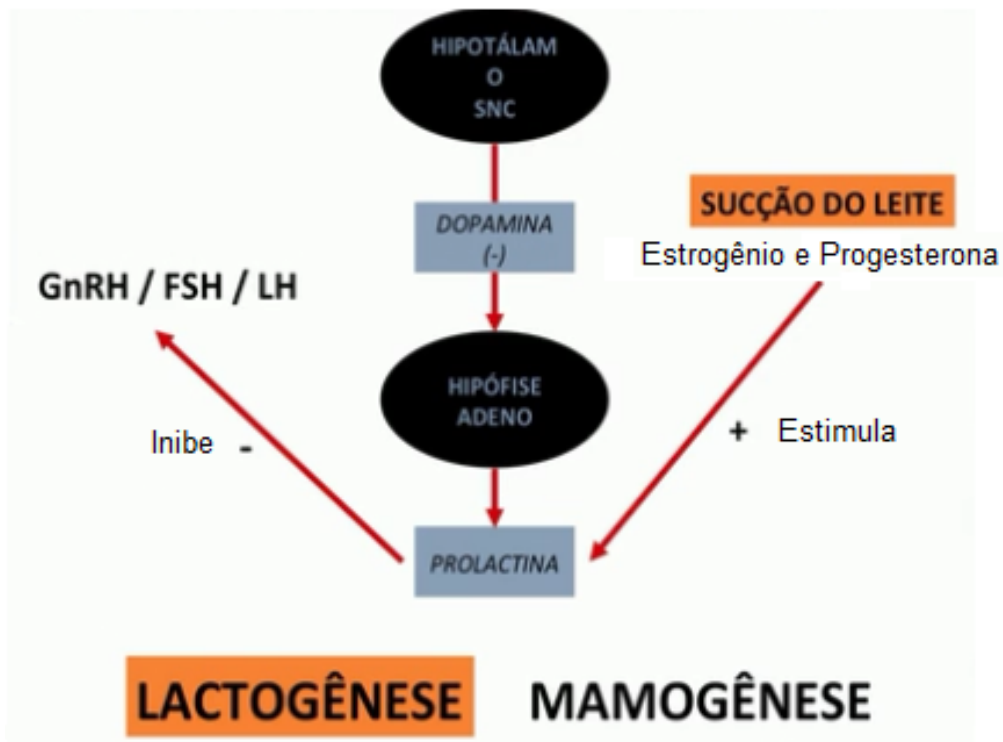 HIPOTÁLAM
O
SNC
DOPAMINA
(-)
SUCÇÃO DO LEITE
Estrogênio e Progesterona
GnRH / FSH / LH
HIPÓFISE
ADENO
Inibe -
+ Estimula
PROLACTINA
LACTOGÊNESE MAMOGÊNESE